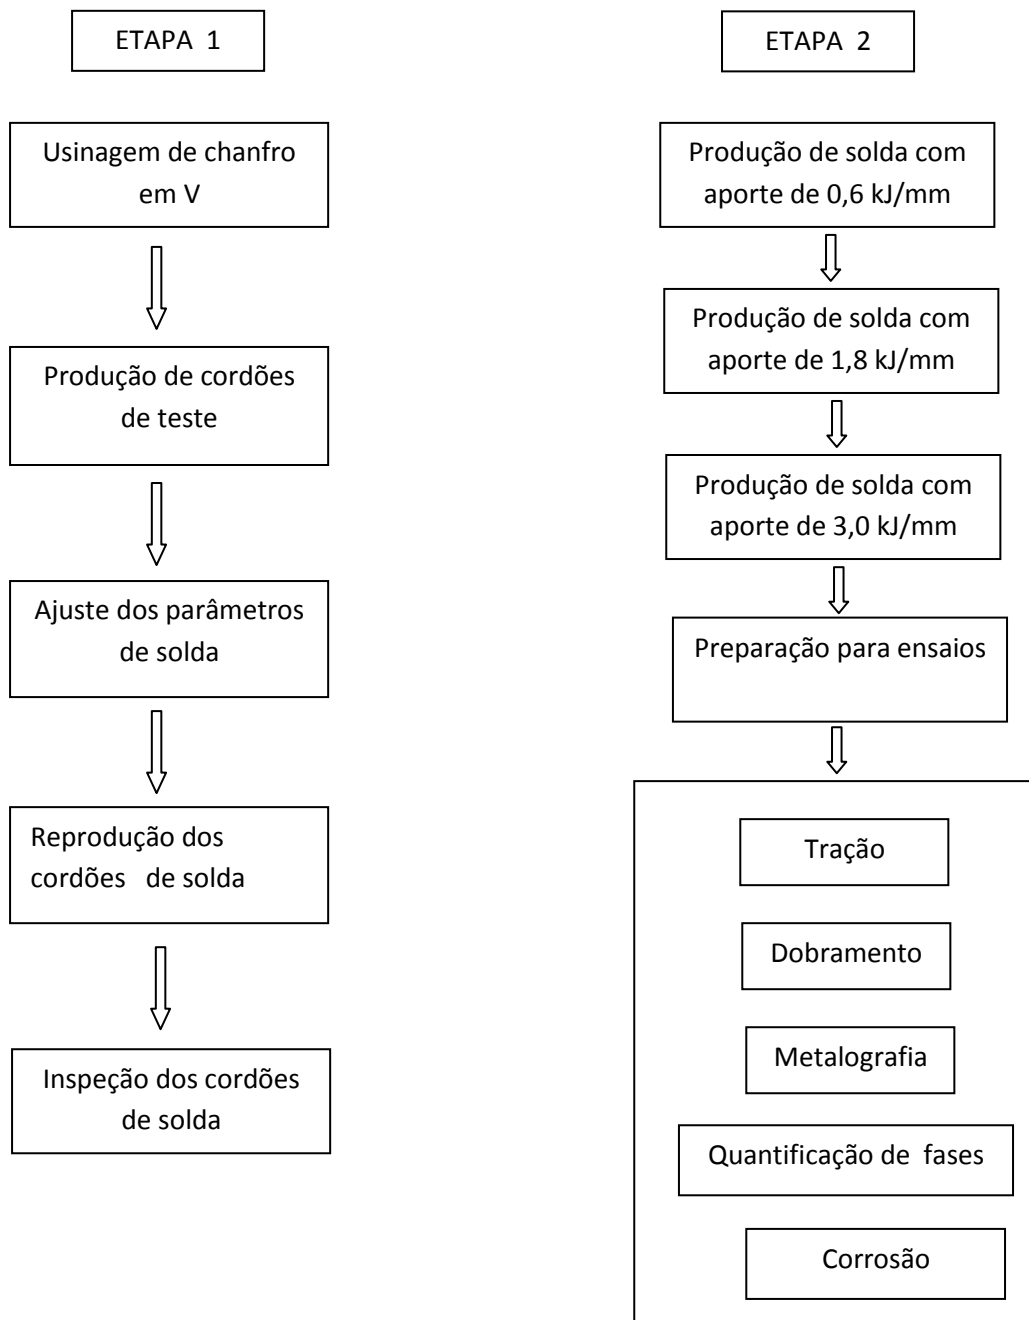 ETAPA 1
Usinagem de chanfro
em V
Produção de cordões
de teste
Ajuste dos parâmetros
de solda
Reprodução dos
cordões de solda
Inspeção dos cordões
de solda
ETAPA 2
Produção de solda com
aporte de 0,6 kJ/mm
Produção de solda com
aporte de 1,8 kJ/mm
Produção de solda com
aporte de 3,0 kJ/mm
Preparação para ensaios
Tração
Dobramento
Metalografia
Quantificação de fases
Corrosão